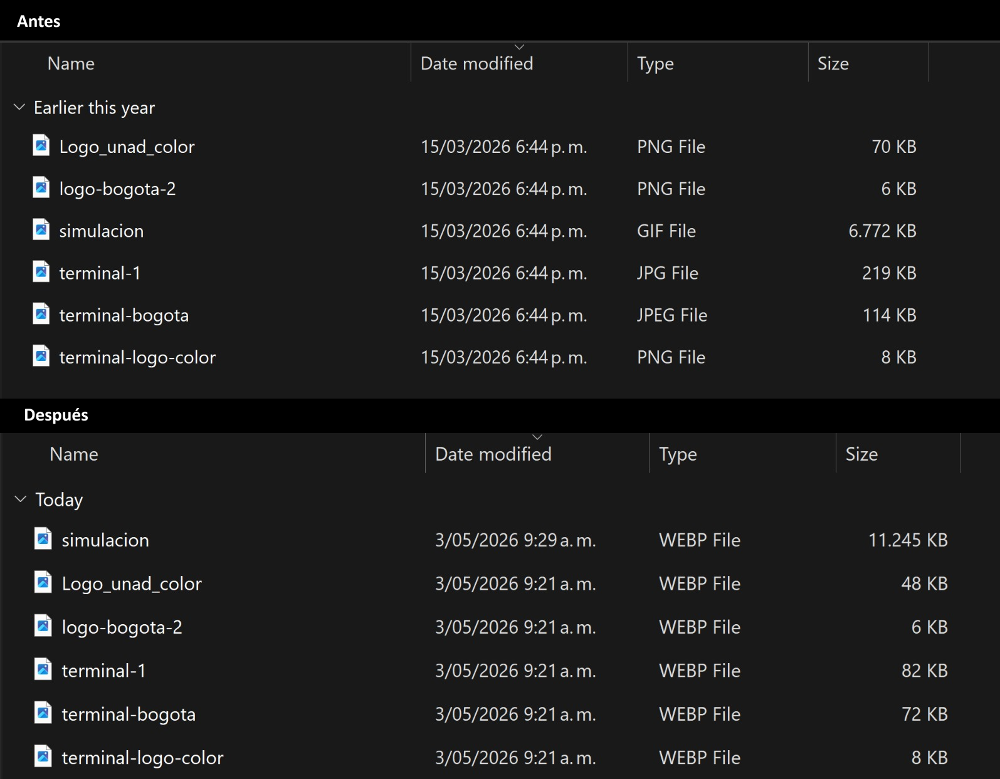 Antes
Name Date modified Type Size
Earlier this year
Logo_unad_color 15/03/2026 6:44 p. m. PNG File 70 KB
logo-bogota-2 15/03/2026 6:44 p. m. PNG File 6 KB
simulacion 15/03/2026 6:44 p. m. GIF File 6.772 KB
terminal-1 15/03/2026 6:44 p. m. JPG File 219 KB
terminal-bogota 15/03/2026 6:44 p. m. JPEG File 114 KB
terminal-logo-color 15/03/2026 6:44 p. m. PNG File 8 KB
Después
Name Date modified Type Size
Today
simulacion 3/05/2026 9:29 a. m. WEBP File 11.245 KB
Logo_unad_color 3/05/2026 9:21 a. m. WEBP File 48 KB
logo-bogota-2 3/05/2026 9:21 a. m. WEBP File 6 KB
terminal-1 3/05/2026 9:21 a. m. WEBP File 82 KB
terminal-bogota 3/05/2026 9:21 a. m. WEBP File 72 KB
terminal-logo-color 3/05/2026 9:21 a. m. WEBP File 8 KB